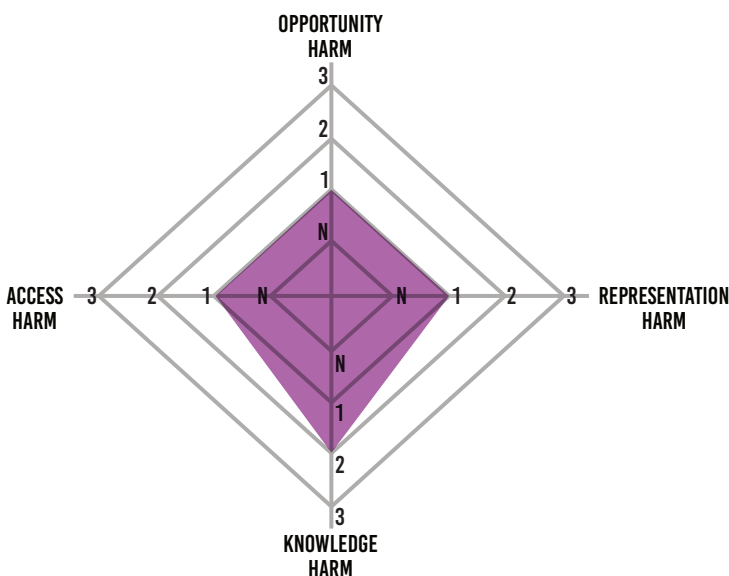 OPPORTUNITY
HARM
3
2
1
N
ACCESS
HARM
3
2
1
N
N
1
2
3
REPRESENTATION
HARM
N
1
2
3
KNOWLEDGE
HARM